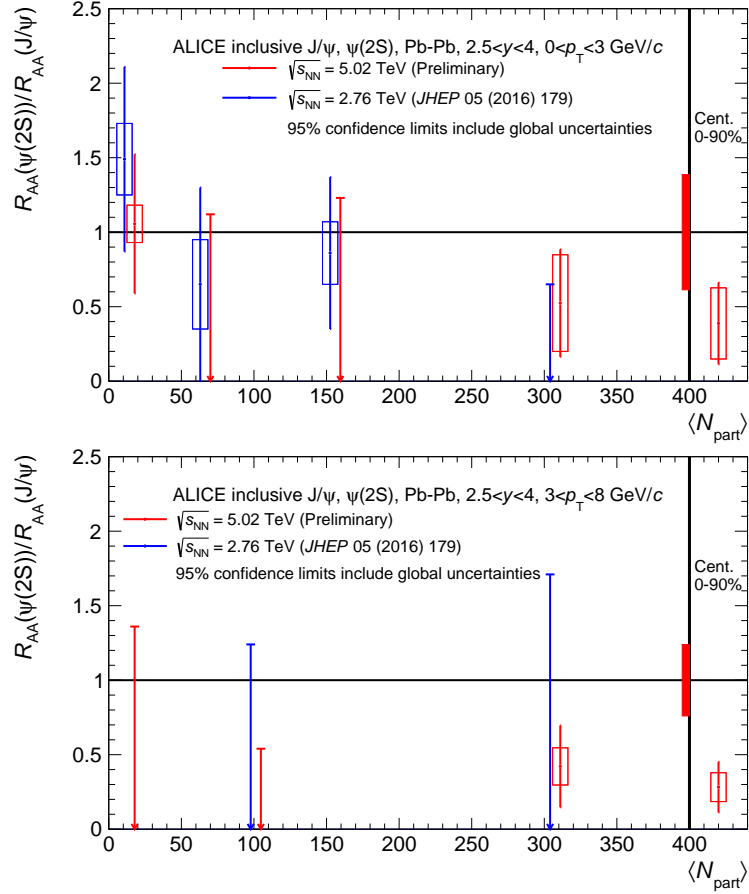 R_AA(ψ(2S))/R_AA(J/ψ)
2.5
2
1.5
1
0.5
0
ALICE inclusive J/ψ, ψ(2S), Pb-Pb, 2.5<y<4, 0<p_T<3 GeV/c
√s_NN = 5.02 TeV (Preliminary)
√s_NN = 2.76 TeV (JHEP 05 (2016) 179)
95% confidence limits include global uncertainties
Cent.
0-90%
0 50 100 150 200 250 300 350 400
⟨N_part⟩
R_AA(ψ(2S))/R_AA(J/ψ)
2.5
2
1.5
1
0.5
0
ALICE inclusive J/ψ, ψ(2S), Pb-Pb, 2.5<y<4, 3<p_T<8 GeV/c
√s_NN = 5.02 TeV (Preliminary)
√s_NN = 2.76 TeV (JHEP 05 (2016) 179)
95% confidence limits include global uncertainties
Cent.
0-90%
0 50 100 150 200 250 300 350 400
⟨N_part⟩